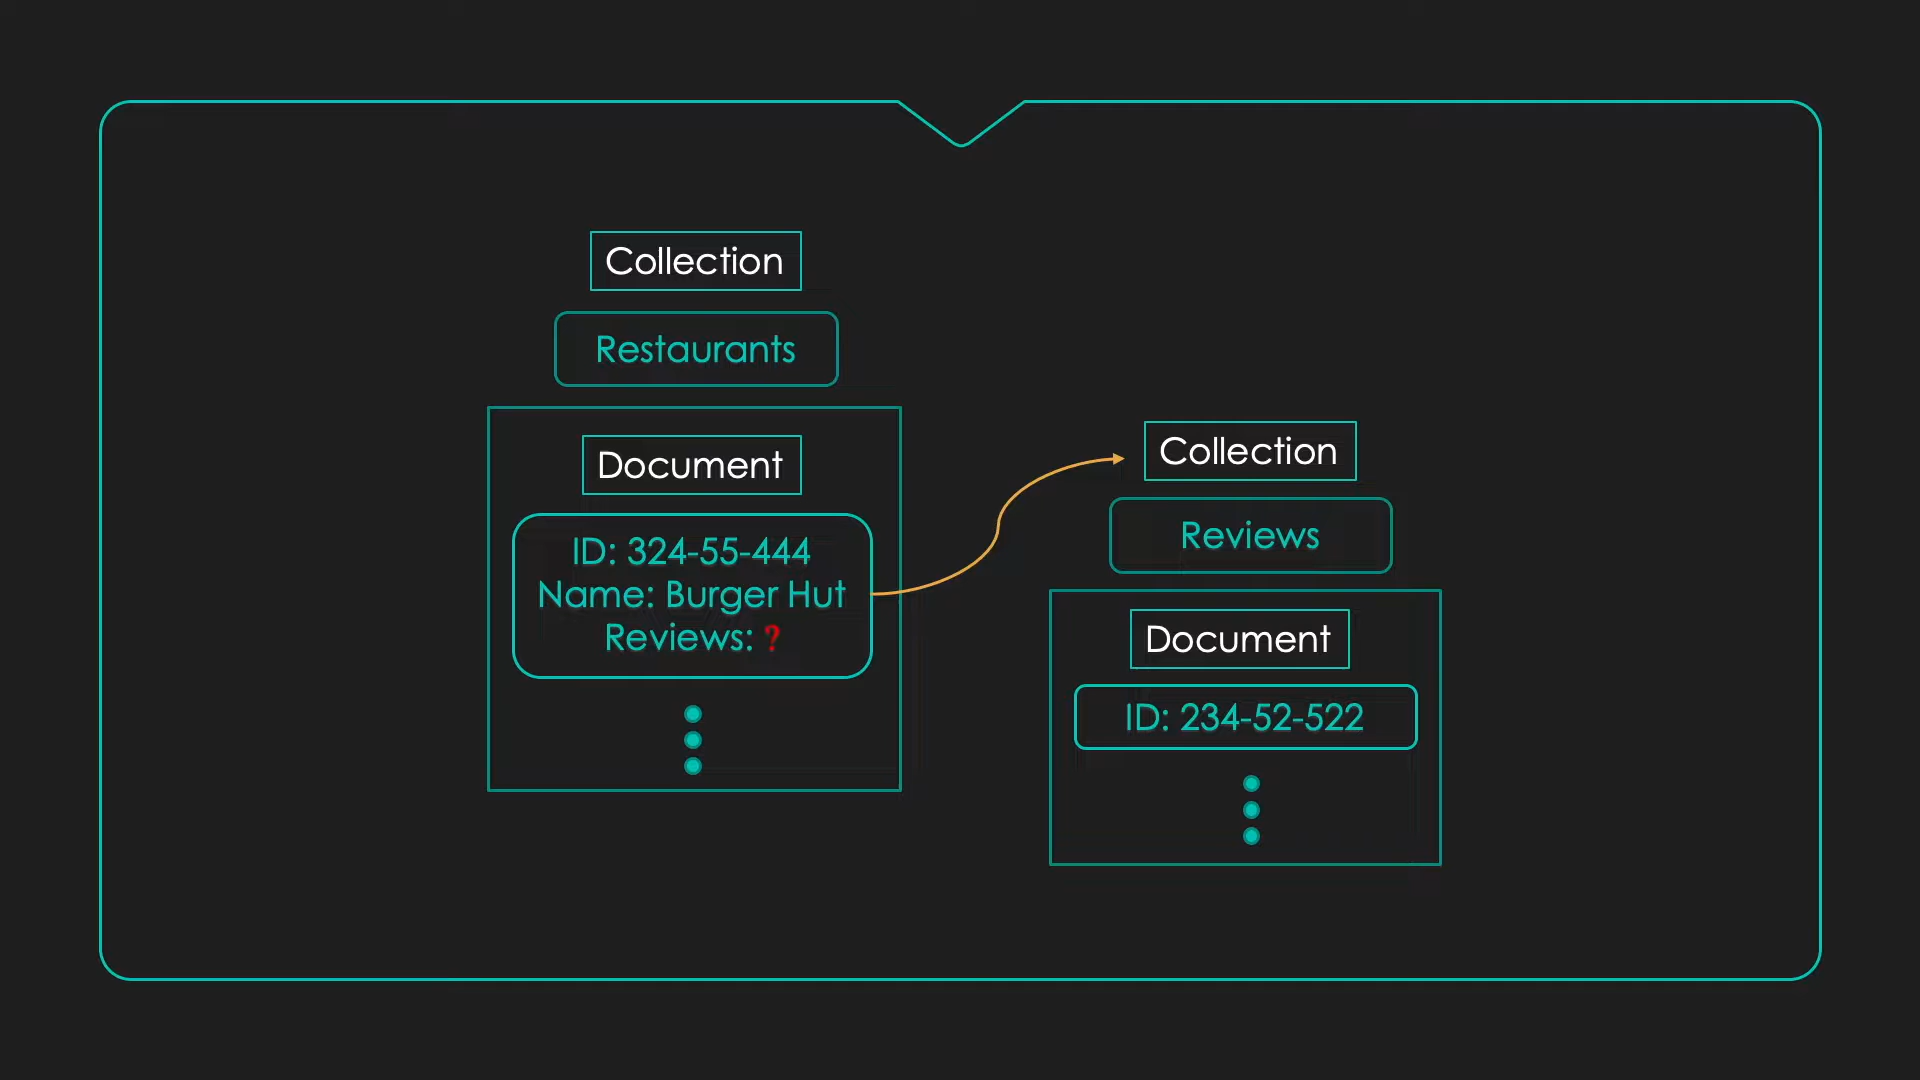 Collection
Restaurants
Document
ID: 324-55-444
Name: Burger Hut
Reviews: ?
Collection
Reviews
Document
ID: 234-52-522